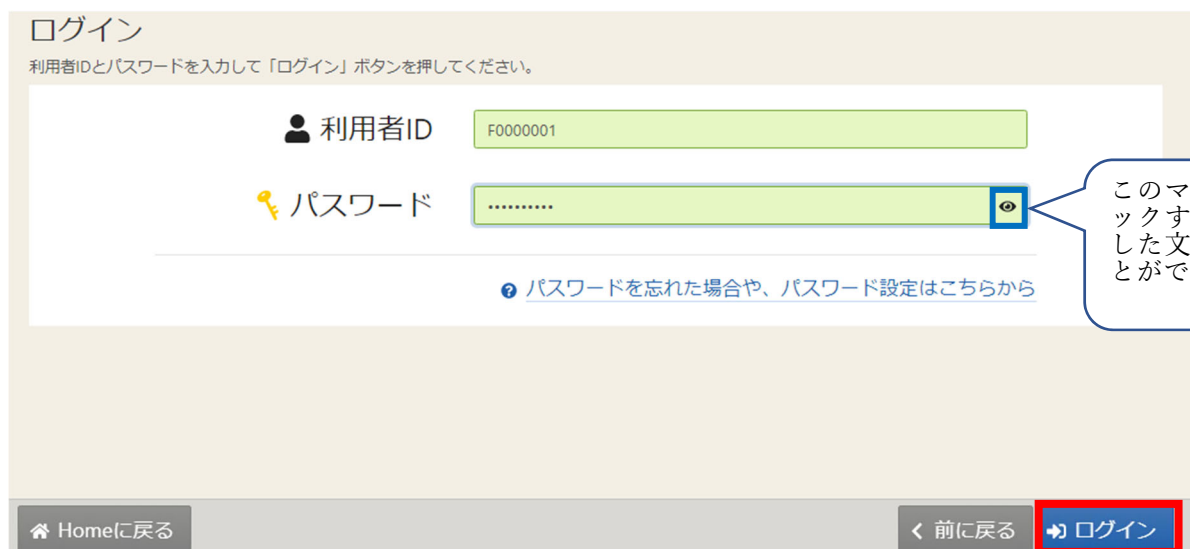 ログイン
利用者IDとパスワードを入力して「ログイン」ボタンを押してください。
利用者ID
F0000001
パスワード
••••••••••
このマ
ックす
した文
とがで
パスワードを忘れた場合や、パスワード設定はこちらから
Homeに戻る
前に戻る
ログイン